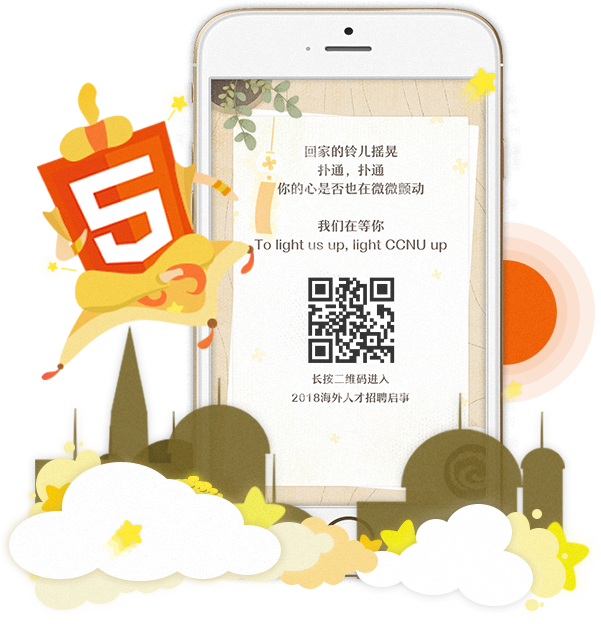 回家的铃儿摇晃
扑通，扑通
你的心是否也在微微颤动
我们在等你
To light us up, light CCNU up
长按二维码进入
2018海外人才招聘启事
5